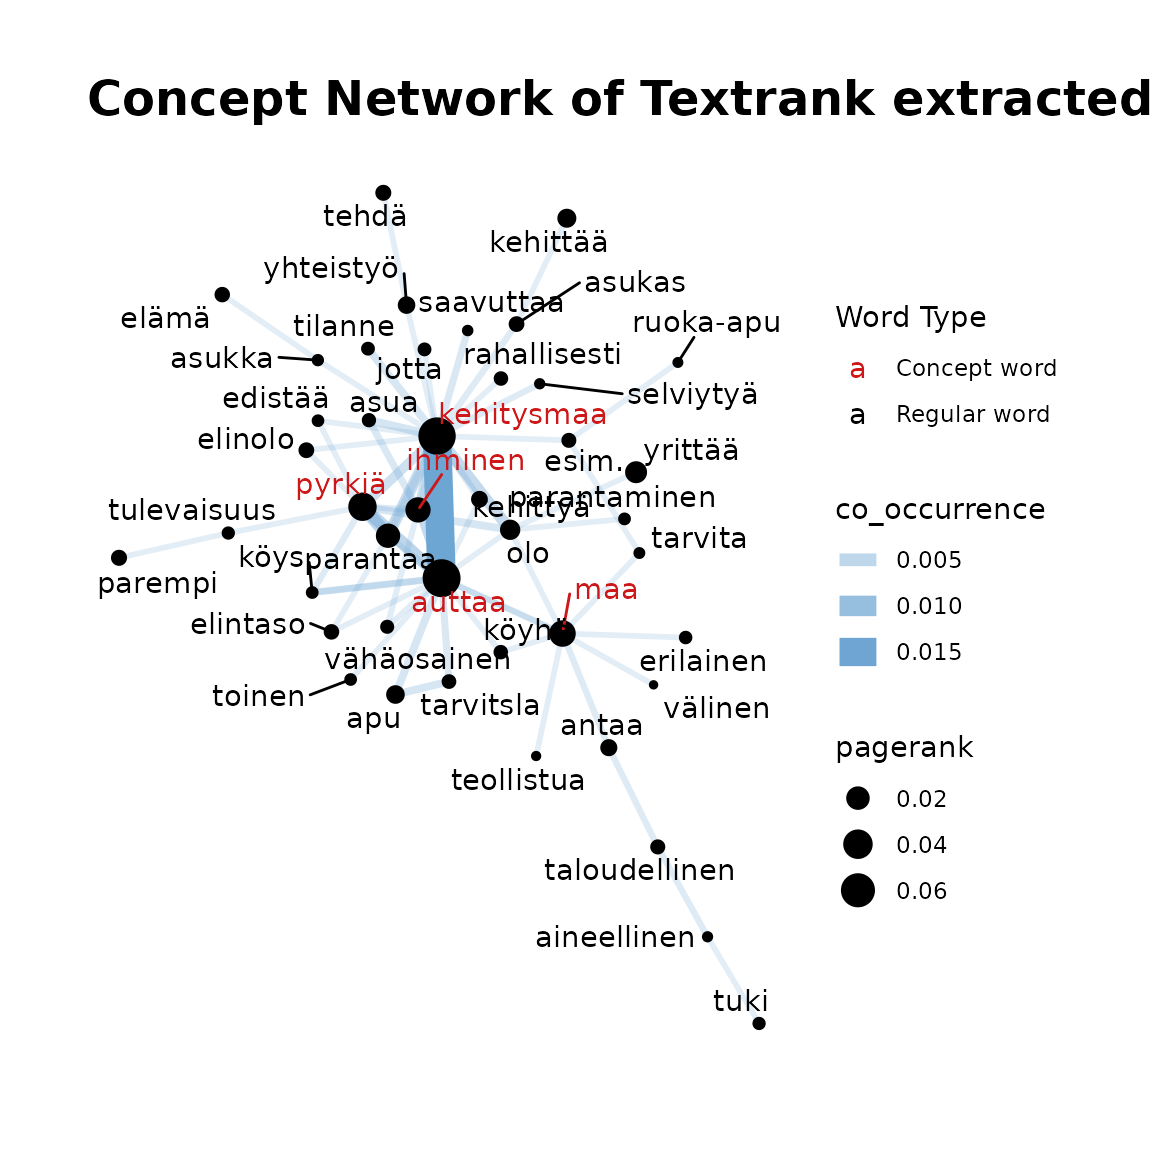 Concept Network of Textrank extracted
tehdä
kehittää
yhteistyö
asukas
saavuttaa
elämä
tilanne
ruoka-apu
asukka
jotta
rahallisesti
edistää
asua
selviytyä
kehitysmaa
elinolo
ihminen
esim.
yrittää
pyrkiä
parantaminen
tulevaisuus
kehittyä
tarvita
köys
parantaa
olo
parempi
auttaa
maa
elintaso
köyhä
vähäosainen
erilainen
toinen
apu
tarvitsla
välinen
antaa
teollistua
taloudellinen
aineellinen
tuki
Word Type
a Concept word
a Regular word
co_occurrence
0.005
0.010
0.015
pagerank
0.02
0.04
0.06